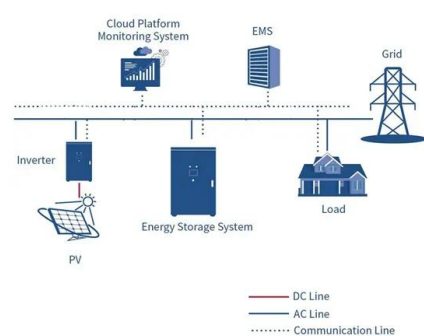 Cloud Platform
Monitoring System
EMS
Grid
Inverter
Energy Storage System
Load
PV
DC Line
AC Line
Communication Line